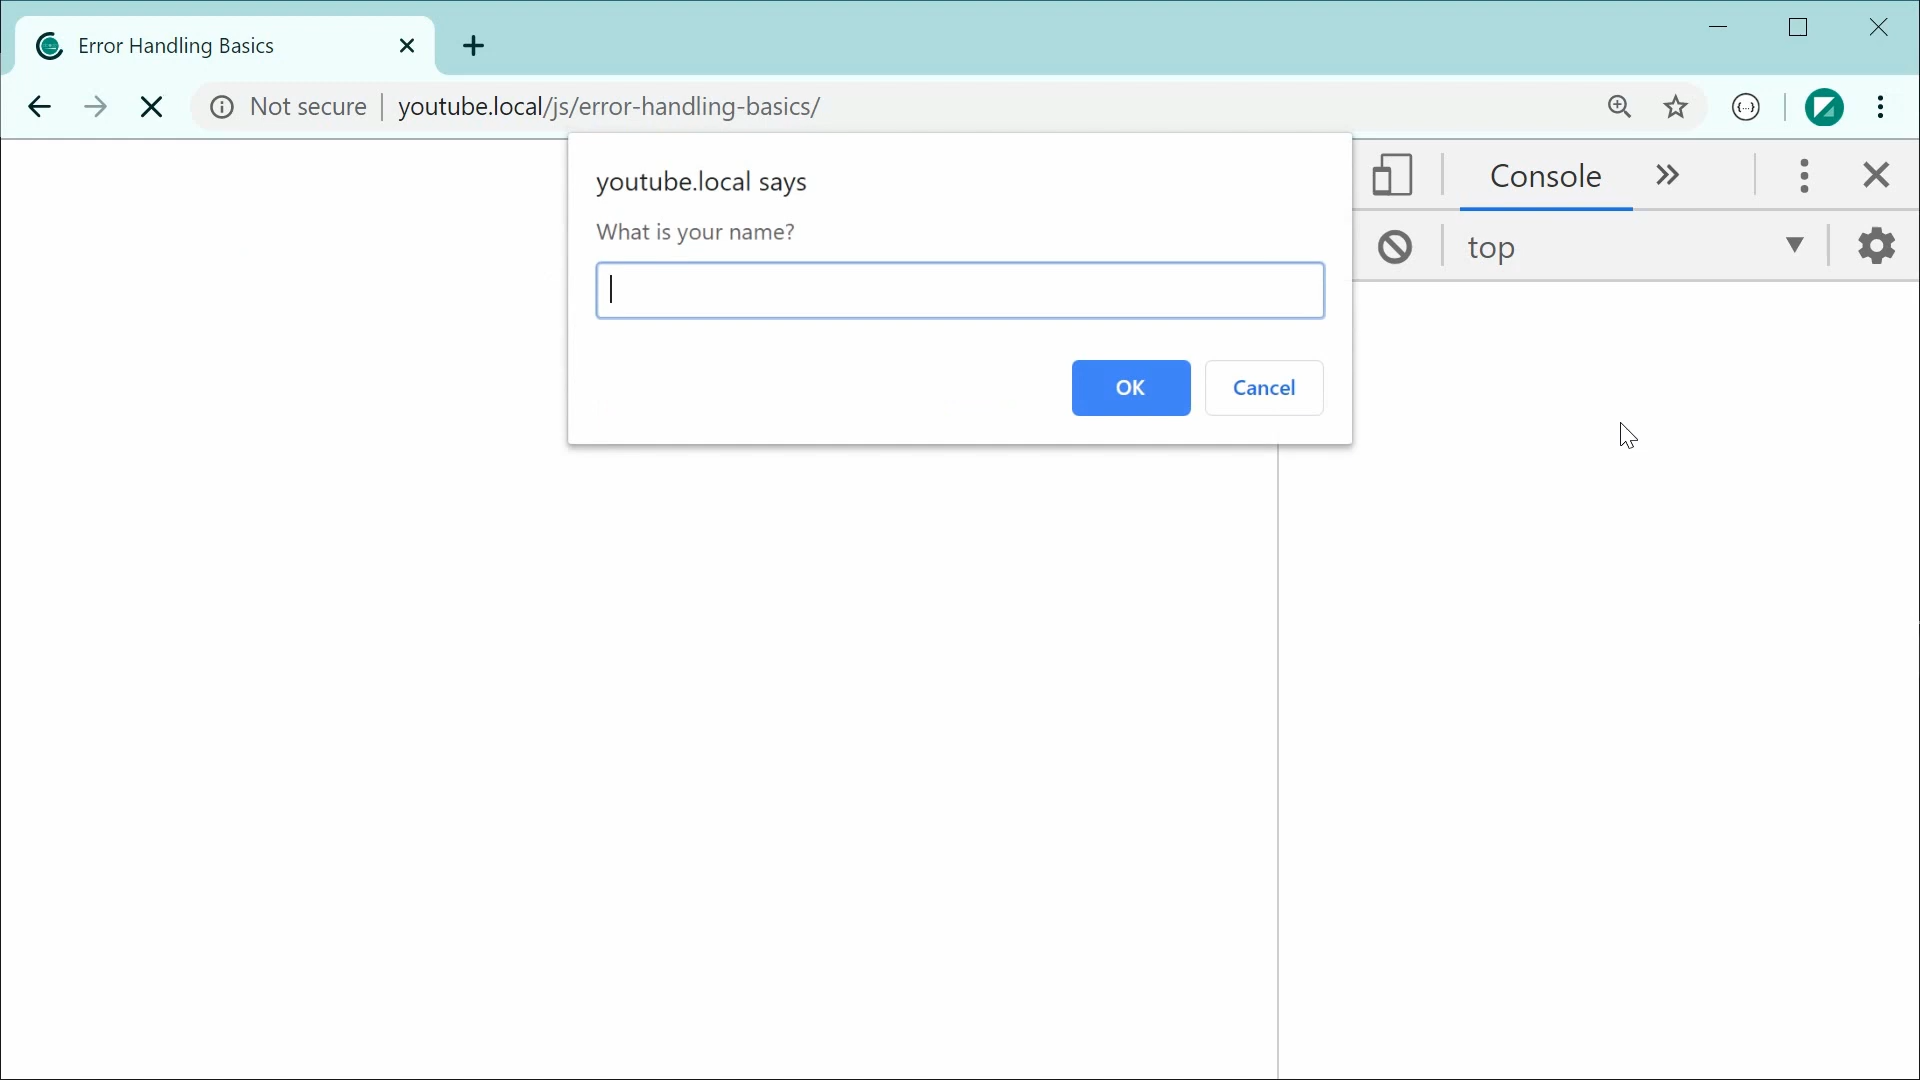 Error Handling Basics
Not secure
youtube.local/js/error-handling-basics/
youtube.local says
What is your name?
OK
Cancel
Console
top